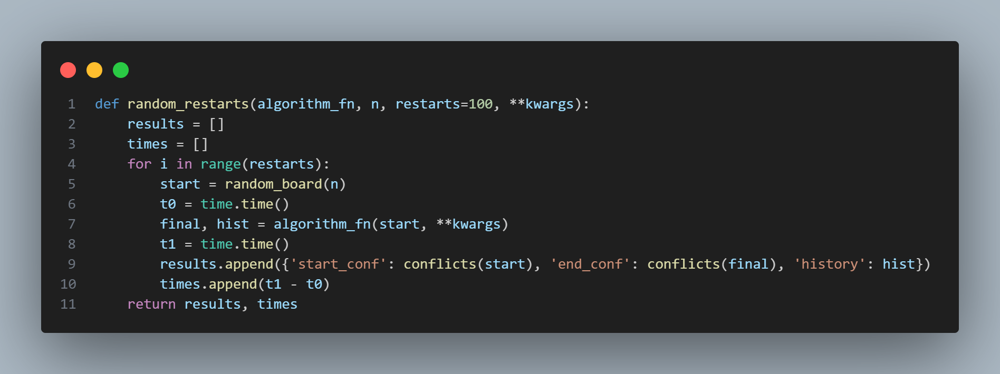 1 def random_restarts(algorithm_fn, n, restarts=100, **kwargs):
2     results = []
3     times = []
4     for i in range(restarts):
5         start = random_board(n)
6         t0 = time.time()
7         final, hist = algorithm_fn(start, **kwargs)
8         t1 = time.time()
9         results.append({'start_conf': conflicts(start), 'end_conf': conflicts(final), 'history': hist})
10         times.append(t1 - t0)
11     return results, times